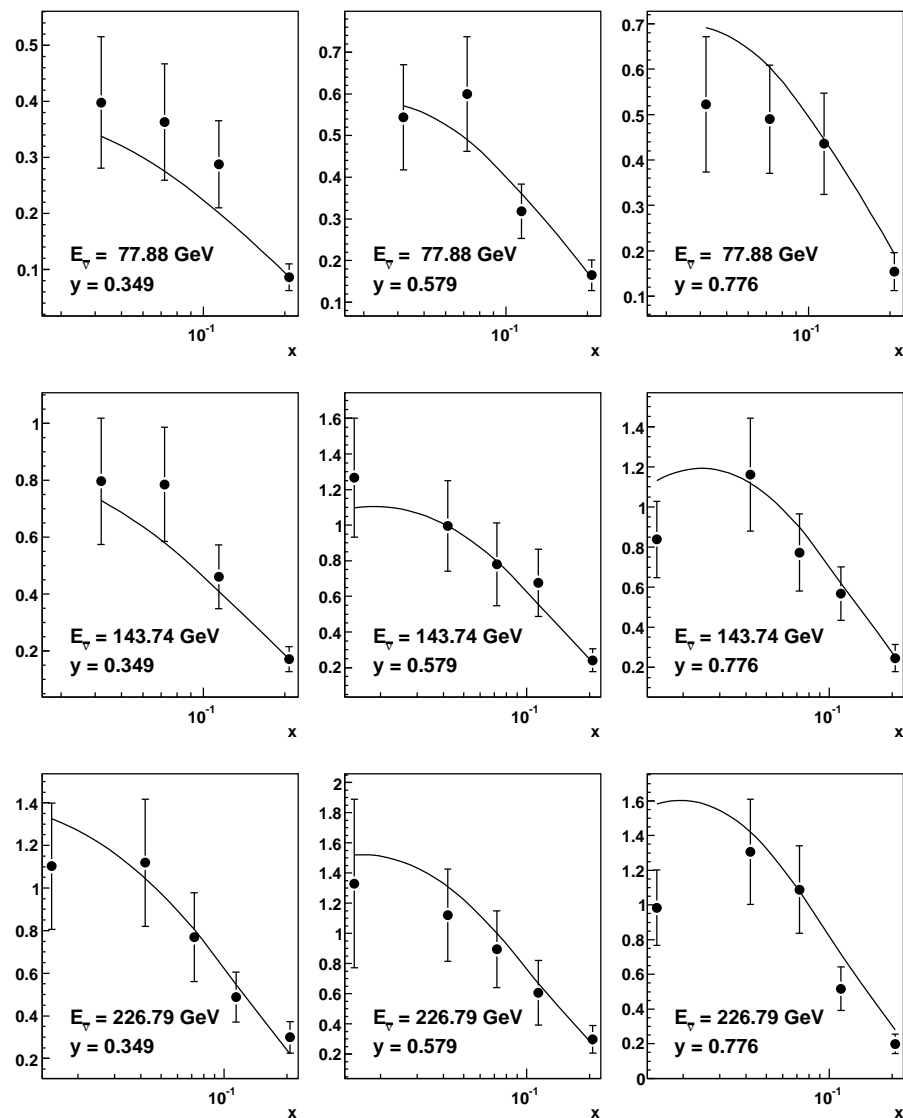 0.5
0.4
0.3
0.2
0.1
E_ν̅ = 77.88 GeV
y = 0.349
10⁻¹
x
0.7
0.6
0.5
0.4
0.3
0.2
0.1
E_ν̅ = 77.88 GeV
y = 0.579
10⁻¹
x
0.7
0.6
0.5
0.4
0.3
0.2
0.1
E_ν̅ = 77.88 GeV
y = 0.776
10⁻¹
x
1
0.8
0.6
0.4
0.2
E_ν̅ = 143.74 GeV
y = 0.349
10⁻¹
x
1.6
1.4
1.2
1
0.8
0.6
0.4
0.2
E_ν̅ = 143.74 GeV
y = 0.579
10⁻¹
x
1.4
1.2
1
0.8
0.6
0.4
0.2
E_ν̅ = 143.74 GeV
y = 0.776
10⁻¹
x
1.4
1.2
1
0.8
0.6
0.4
0.2
E_ν̅ = 226.79 GeV
y = 0.349
10⁻¹
x
2
1.8
1.6
1.4
1.2
1
0.8
0.6
0.4
0.2
E_ν̅ = 226.79 GeV
y = 0.579
10⁻¹
x
1.6
1.4
1.2
1
0.8
0.6
0.4
0.2
0
E_ν̅ = 226.79 GeV
y = 0.776
10⁻¹
x